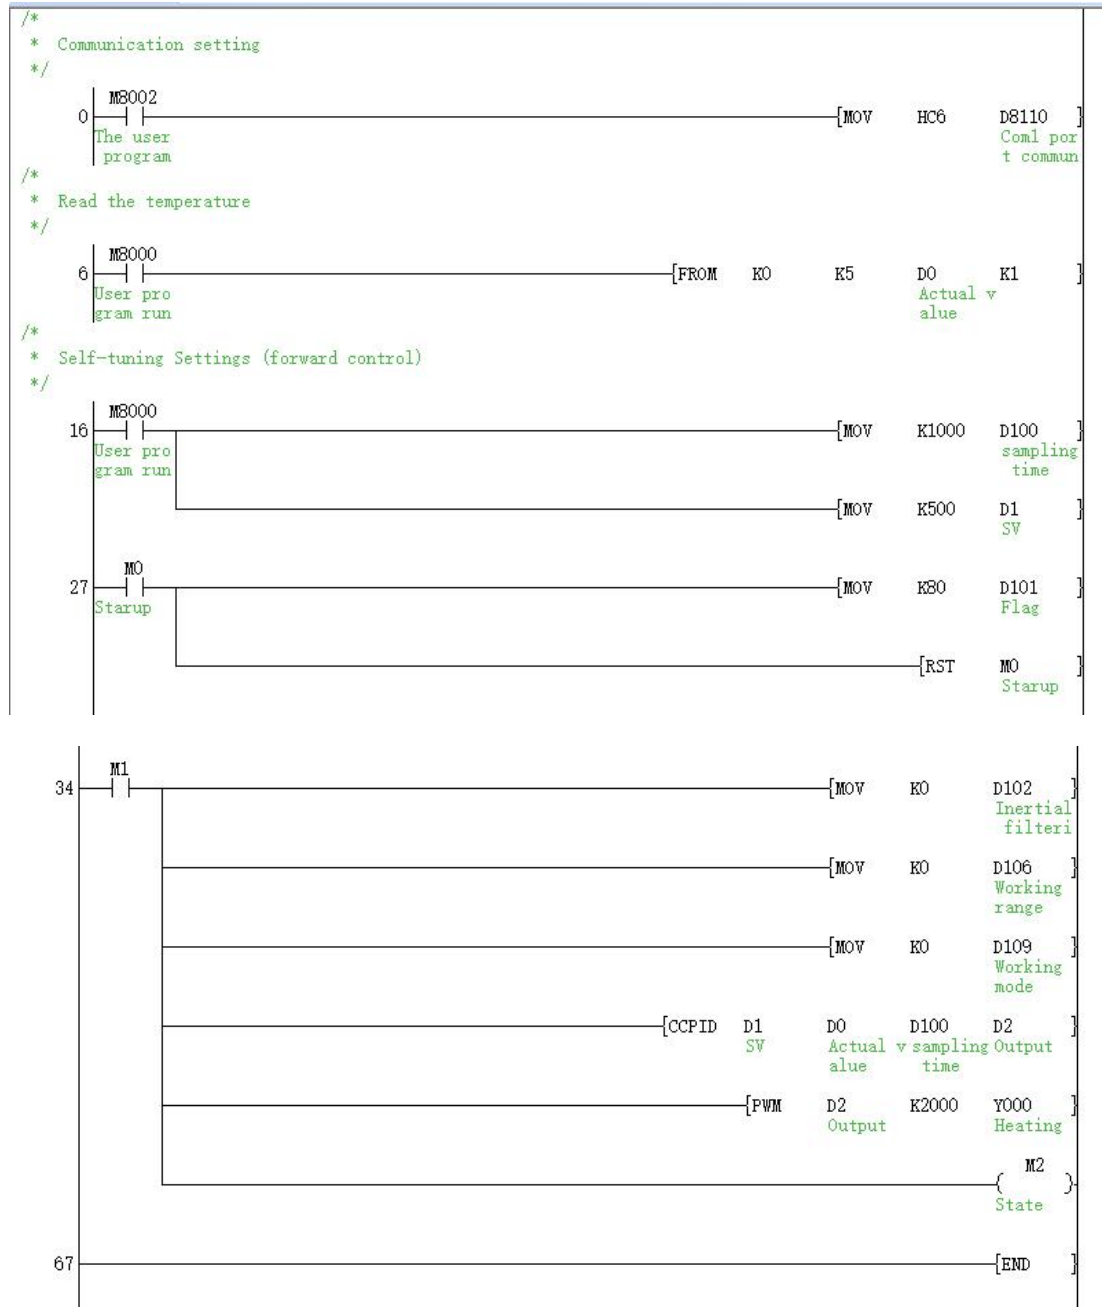 /*
* Communication setting
*/
M8002
0 [MOV HC6 D8110 ]
The user Com1 por
program t commun
/*
* Read the temperature
*/
M8000
6 [FROM K0 K5 D0 K1 ]
User pro Actual v
gram run alue
/*
* Self-tuning Settings (forward control)
*/
M8000
16 [MOV K1000 D100 ]
User pro sampling
gram run time
[MOV K500 D1 ]
SV
M0
27 [MOV K80 D101 ]
Starup Flag
[RST M0 ]
Starup
M1
34 [MOV K0 D102 ]
Inertial
filteri
[MOV K0 D106 ]
Working
range
[MOV K0 D109 ]
Working
mode
[CCPID D1 D0 D100 D2 ]
SV Actual v sampling Output
alue time
[PWM D2 K2000 Y000 ]
Output Heating
M2
( )
State
67 [END ]